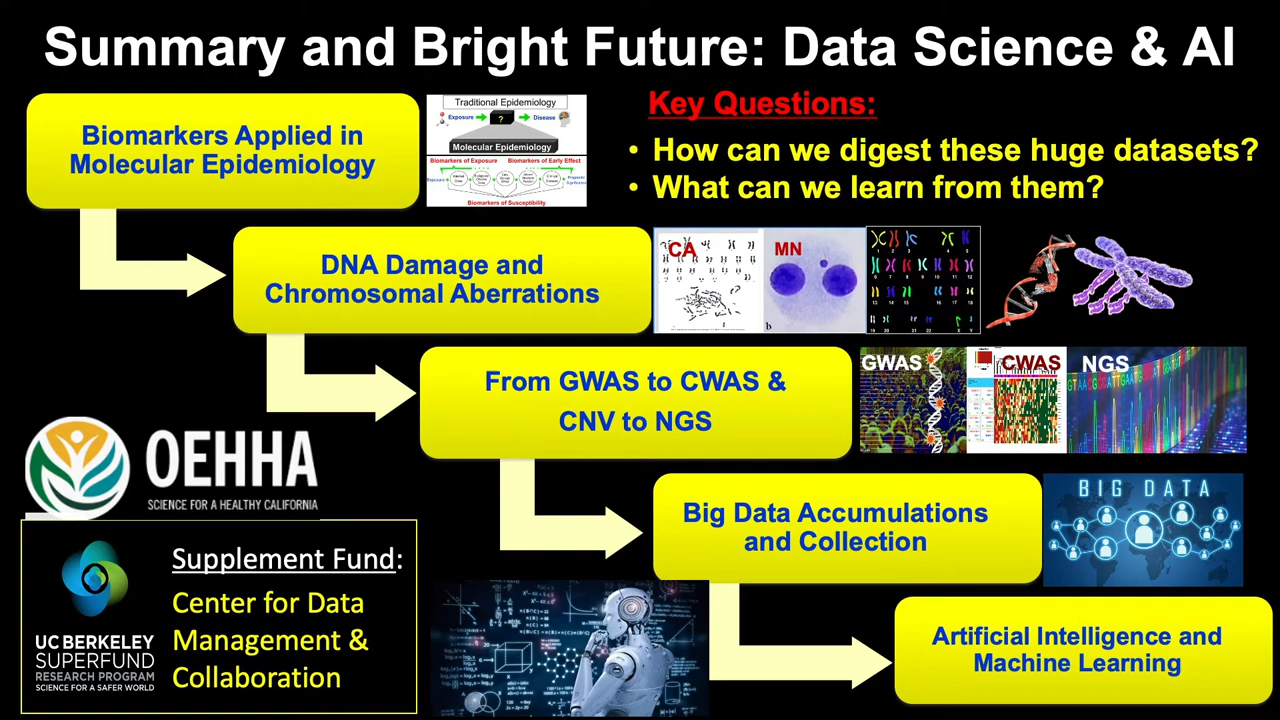 Summary and Bright Future: Data Science & AI
Biomarkers Applied in
Molecular Epidemiology
Traditional Epidemiology
Exposure
?
Disease
Molecular Epidemiology
Biomarkers of Exposure
Biomarkers of Early Effect
Exposure
Biomarkers of Susceptibility
Key Questions:
• How can we digest these huge datasets?
• What can we learn from them?
DNA Damage and
Chromosomal Aberrations
CA
MN
b
From GWAS to CWAS &
CNV to NGS
GWAS
CWAS
NGS
OEHHA
SCIENCE FOR A HEALTHY CALIFORNIA
Big Data Accumulations
and Collection
BIG DATA
UC BERKELEY
SUPERFUND
RESEARCH PROGRAM
SCIENCE FOR A SAFER WORLD
Supplement Fund:
Center for Data
Management &
Collaboration
Artificial Intelligence and
Machine Learning